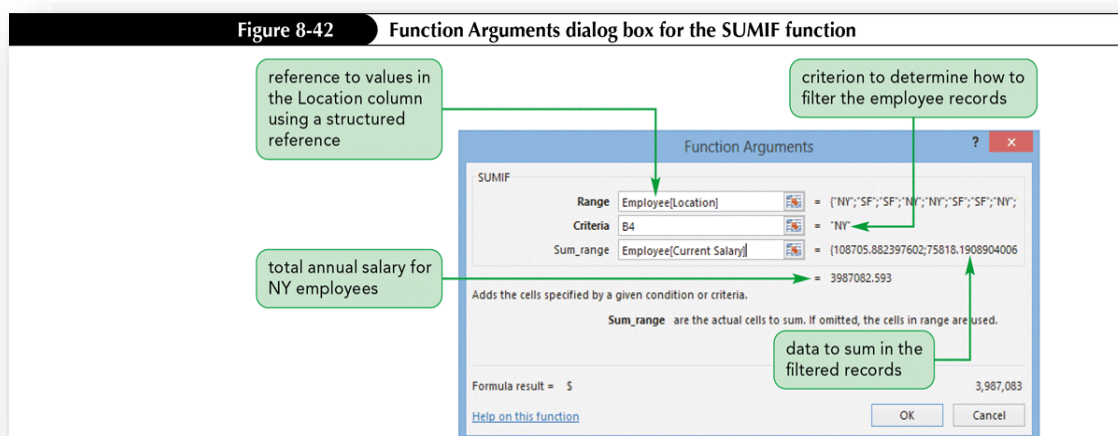 Figure 8-42 Function Arguments dialog box for the SUMIF function
reference to values in
the Location column
using a structured
reference
criterion to determine how to
filter the employee records
Function Arguments ? ×
SUMIF
Range Employee[Location] = {"NY";"SF";"SF";"NY";"NY";"SF";"SF";"NY";
Criteria B4 = "NY"
Sum_range Employee[Current Salary] = {108705.882397602;75818.1908904006
= 3987082.593
total annual salary for
NY employees
Adds the cells specified by a given condition or criteria.
Sum_range are the actual cells to sum. If omitted, the cells in range are used.
data to sum in the
filtered records
Formula result = $ 3,987,083
Help on this function OK Cancel